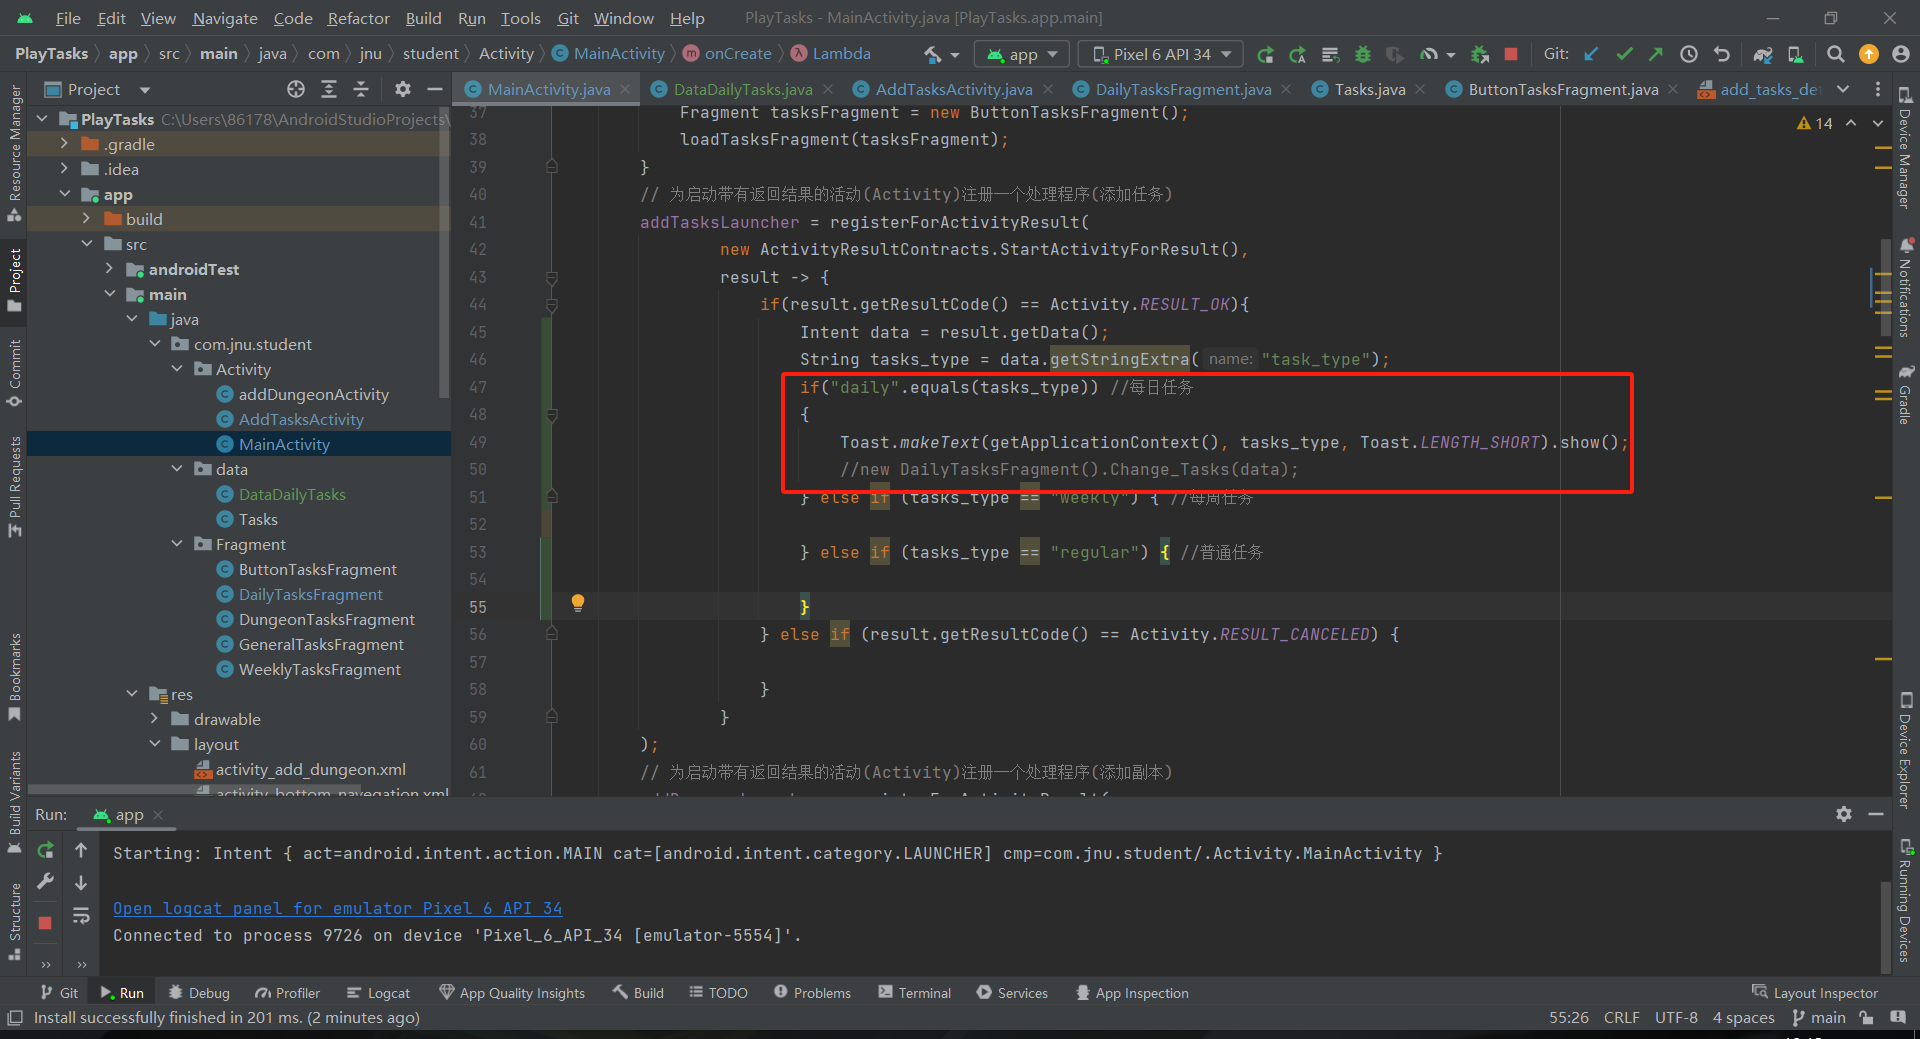 File Edit View Navigate Code Refactor Build Run Tools Git Window Help PlayTasks - MainActivity.java [PlayTasks.app.main]
PlayTasks app src main java com jnu student Activity MainActivity onCreate Lambda app Pixel 6 API 34 Git:
Project
MainActivity.java DataDailyTasks.java AddTasksActivity.java DailyTasksFragment.java Tasks.java ButtonTasksFragment.java add_tasks_de
PlayTasks C:\Users\86178\AndroidStudioProjects\
.gradle
.idea
app
build
src
androidTest
main
java
com.jnu.student
Activity
addDungeonActivity
AddTasksActivity
MainActivity
data
DataDailyTasks
Tasks
Fragment
ButtonTasksFragment
DailyTasksFragment
DungeonTasksFragment
GeneralTasksFragment
WeeklyTasksFragment
res
drawable
layout
activity_add_dungeon.xml
activity_bottom_navegation.xml
14
37 Fragment tasksFragment = new ButtonTasksFragment();
38 loadTasksFragment(tasksFragment);
39 }
40 // 为启动带有返回结果的活动(Activity)注册一个处理程序(添加任务)
41 addTasksLauncher = registerForActivityResult(
42 new ActivityResultContracts.StartActivityForResult(),
43 result -> {
44 if(result.getResultCode() == Activity.RESULT_OK){
45 Intent data = result.getData();
46 String tasks_type = data.getStringExtra( name: "task_type");
47 if("daily".equals(tasks_type)) //每日任务
48 {
49 Toast.makeText(getApplicationContext(), tasks_type, Toast.LENGTH_SHORT).show();
50 //new DailyTasksFragment().Change_Tasks(data);
51 } else if (tasks_type == "weekly") { //每周任务
52
53 } else if (tasks_type == "regular") { //普通任务
54
55 }
56 } else if (result.getResultCode() == Activity.RESULT_CANCELED) {
57
58 }
59 }
60 );
61 // 为启动带有返回结果的活动(Activity)注册一个处理程序(添加副本)
Resource Manager
Project
Commit
Pull Requests
Bookmarks
Build Variants
Structure
Device Manager
Notifications
Gradle
Device Explorer
Running Devices
Run: app
Starting: Intent { act=android.intent.action.MAIN cat=[android.intent.category.LAUNCHER] cmp=com.jnu.student/.Activity.MainActivity }
Open logcat panel for emulator Pixel 6 API 34
Connected to process 9726 on device 'Pixel_6_API_34 [emulator-5554]'.
Git Run Debug Profiler Logcat App Quality Insights Build TODO Problems Terminal Services App Inspection Layout Inspector
Install successfully finished in 201 ms. (2 minutes ago) 55:26 CRLF UTF-8 4 spaces main